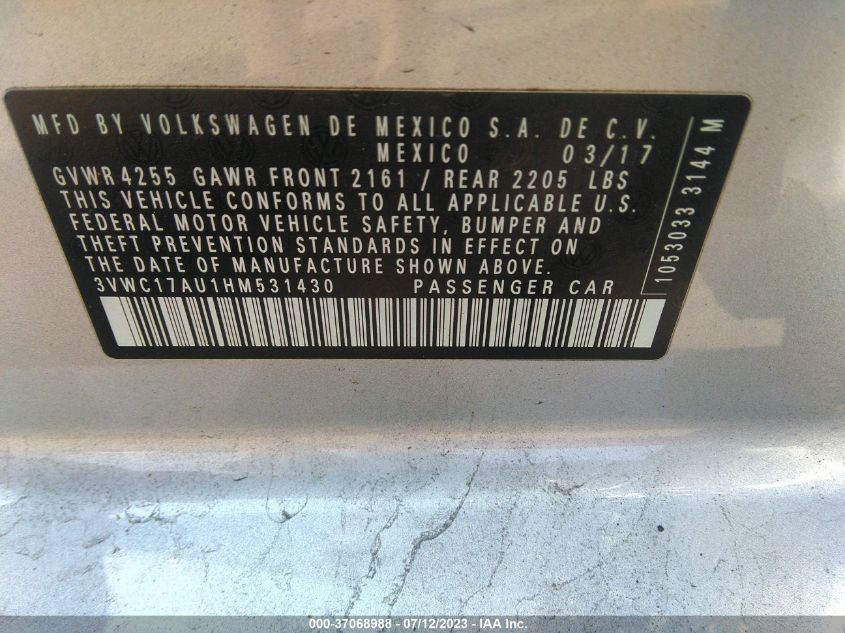 MFD BY VOLKSWAGEN DE MEXICO S.A. DE C.V.
MEXICO 03/17
GVWR 4255 GAWR FRONT 2161 / REAR 2205 LBS
THIS VEHICLE CONFORMS TO ALL APPLICABLE U.S.
FEDERAL MOTOR VEHICLE SAFETY, BUMPER AND
THEFT PREVENTION STANDARDS IN EFFECT ON
THE DATE OF MANUFACTURE SHOWN ABOVE.
3VWC17AU1HM531430 PASSENGER CAR
1053033 3144 M
000-37068988 - 07/12/2023 - IAA Inc.